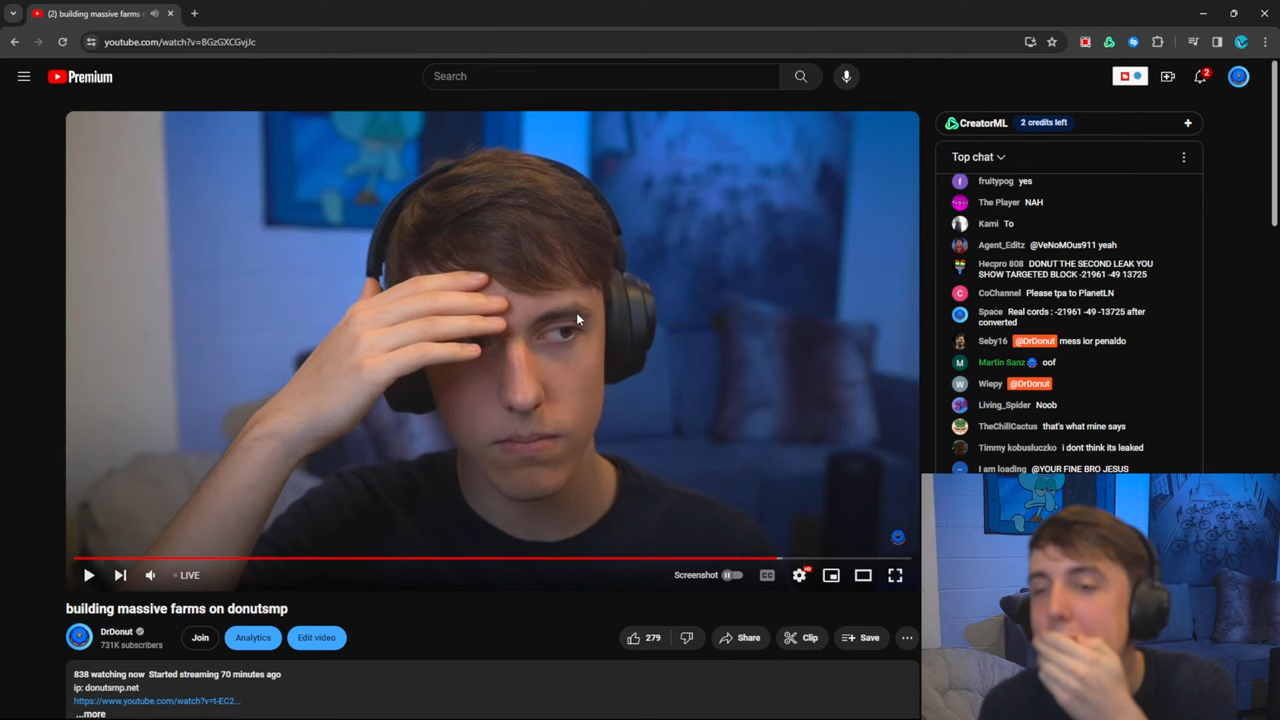 (2) building massive farms
youtube.com/watch?v=BGzGXCGvjJc
Premium
Search
2
CreatorML 2 credits left
Top chat
fruitypog yes
The Player NAH
Kami To
Agent_Editz @VeNoMOus911 yeah
Hecpro 808 DONUT THE SECOND LEAK YOU
SHOW TARGETED BLOCK -21961 -49 13725
CoChannel Please tpa to PlanetLN
Space Real cords : -21961 -49 -13725 after
converted
Seby16 @DrDonut mess ior penaldo
Martin Sanz oof
Wiepy @DrDonut
Living_Spider Noob
TheChillCactus that's what mine says
Timmy kobusluczko i dont think its leaked
I am loading @YOUR FINE BRO JESUS
LIVE
Screenshot
CC
HD
building massive farms on donutsmp
DrDonut
731K subscribers
Join
Analytics
Edit video
279
Share
Clip
Save
838 watching now Started streaming 70 minutes ago
ip: donutsmp.net
https://www.youtube.com/watch?v=t-EC2...
...more